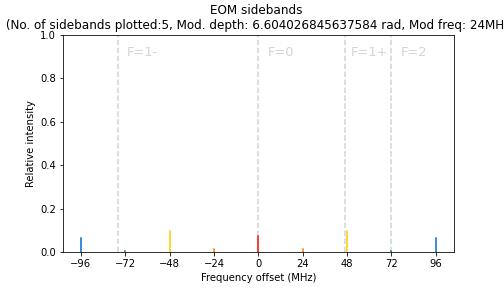 EOM sidebands
(No. of sidebands plotted:5, Mod. depth: 6.604026845637584 rad, Mod freq: 24MH
1.0
F=1-
F=0
F=1+
F=2
0.8
Relative intensity
0.6
0.4
0.2
0.0
−96
−72
−48
−24
0
24
48
72
96
Frequency offset (MHz)